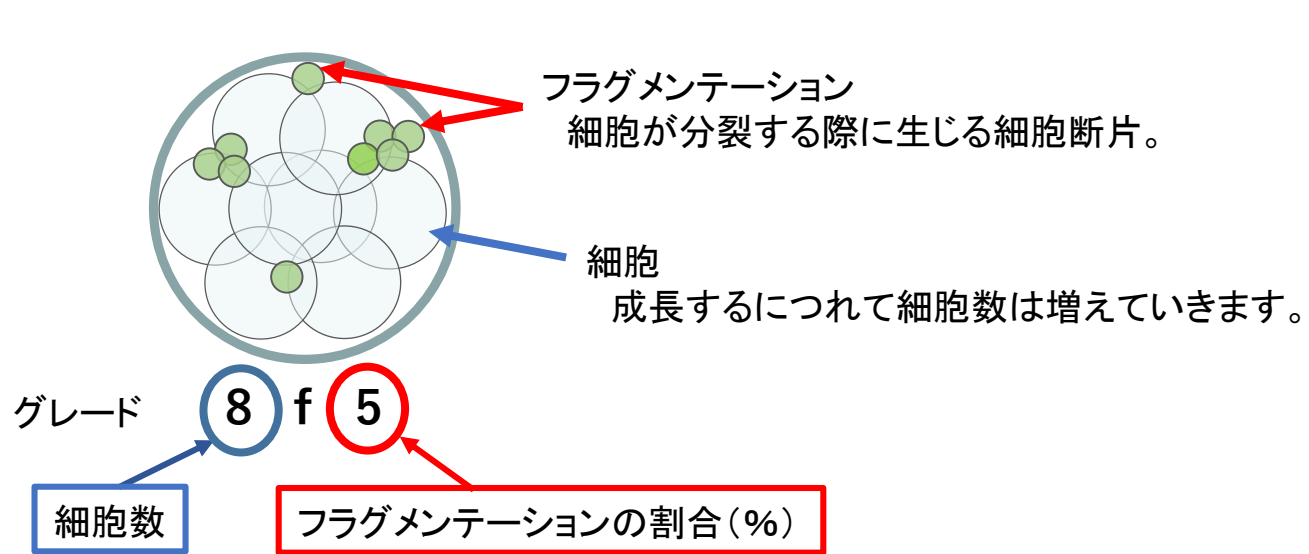 フラグメンテーション
細胞が分裂する際に生じる細胞断片。
細胞
成長するにつれて細胞数は増えていきます。
グレード 8 f 5
細胞数
フラグメンテーションの割合(%)